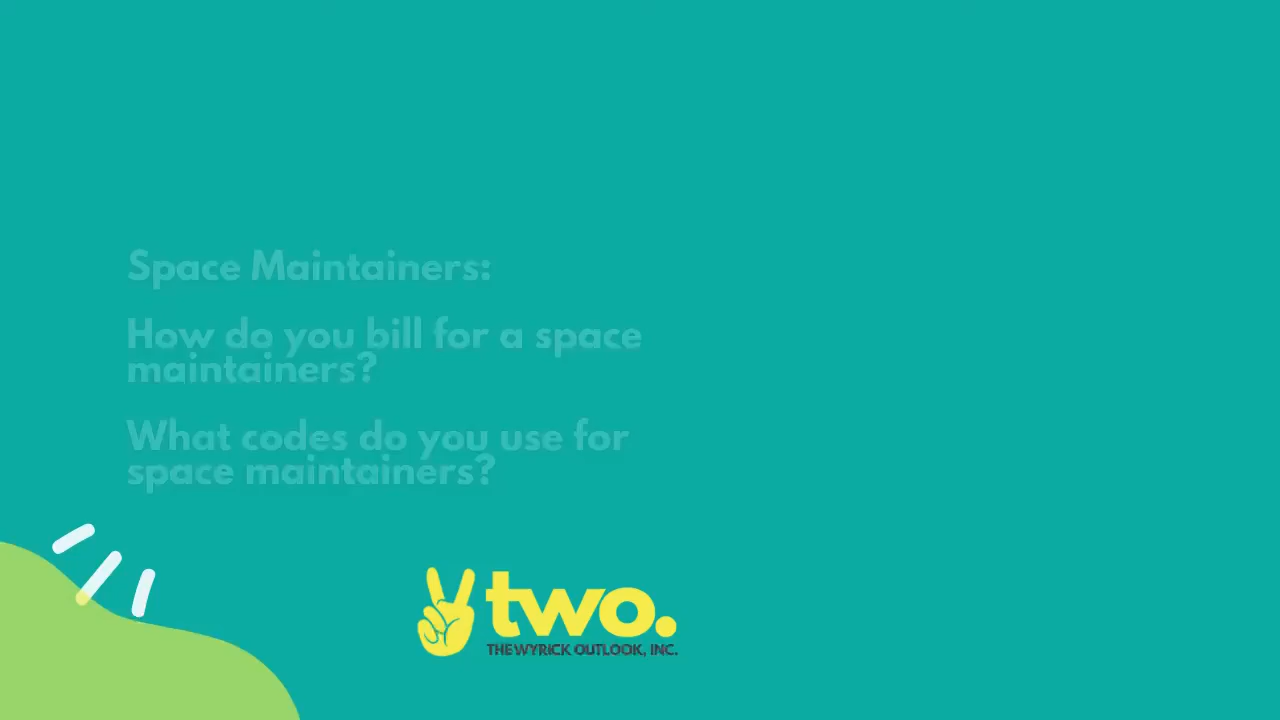 Space Maintainers:
How do you bill for a space
maintainers?
What codes do you use for
space maintainers?
two.
THE WYRICK OUTLOOK, INC.